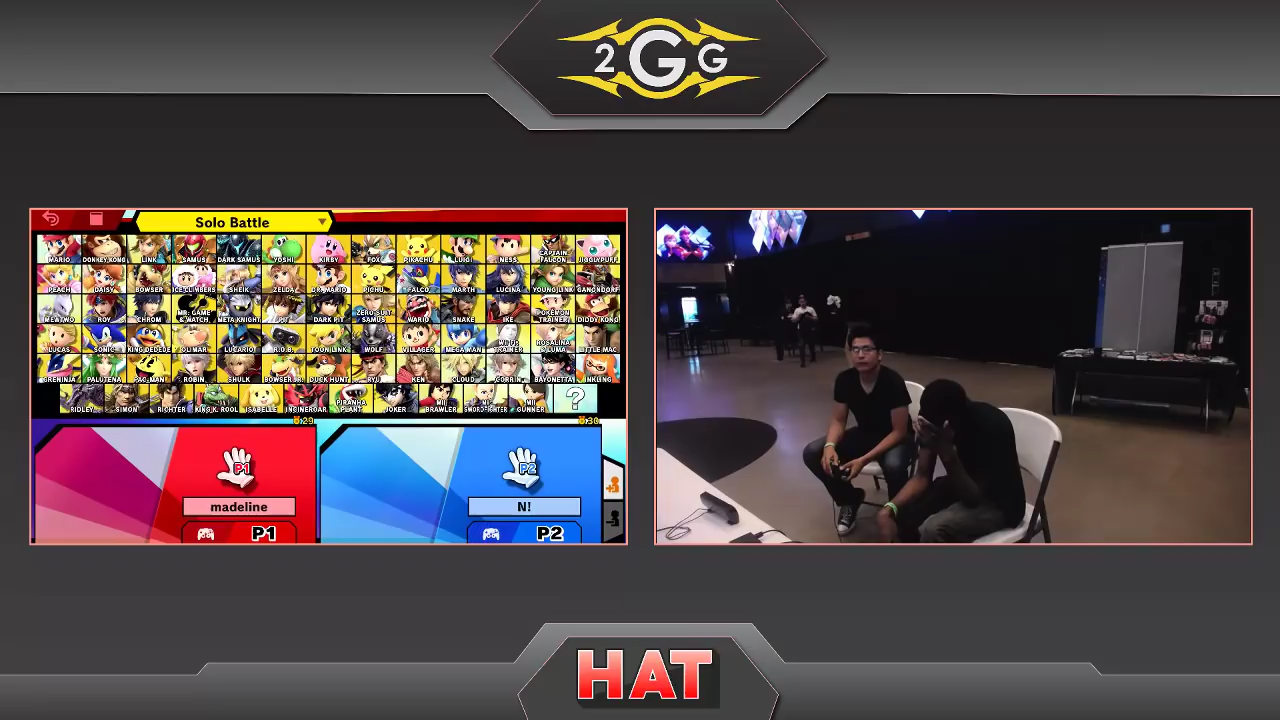 2GG
Solo Battle
MARIO DONKEY KONG LINK SAMUS DARK SAMUS YOSHI KIRBY FOX PIKACHU LUIGI NESS CAPTAIN FALCON JIGGLYPUFF
PEACH DAISY BOWSER ICE CLIMBERS SHEIK ZELDA DR. MARIO PICHU FALCO MARTH LUCINA YOUNG LINK GANONDORF
MEWTWO ROY CHROM MR. GAME & WATCH META KNIGHT PIT DARK PIT ZERO SUIT SAMUS WARIO SNAKE IKE POKÉMON TRAINER DIDDY KONG
LUCAS SONIC KING DEDEDE OLIMAR LUCARIO R.O.B. TOON LINK WOLF VILLAGER MEGA MAN WII FIT TRAINER ROSALINA & LUMA LITTLE MAC
GRENINJA PALUTENA PAC-MAN ROBIN SHULK BOWSER JR. DUCK HUNT RYU KEN CLOUD CORRIN BAYONETTA INKLING
RIDLEY SIMON RICHTER KING K. ROOL ISABELLE INCINEROAR PIRANHA PLANT JOKER MII BRAWLER MII SWORDFIGHTER MII GUNNER ?
29 30
P1 P2
madeline N!
P1 P2
HAT